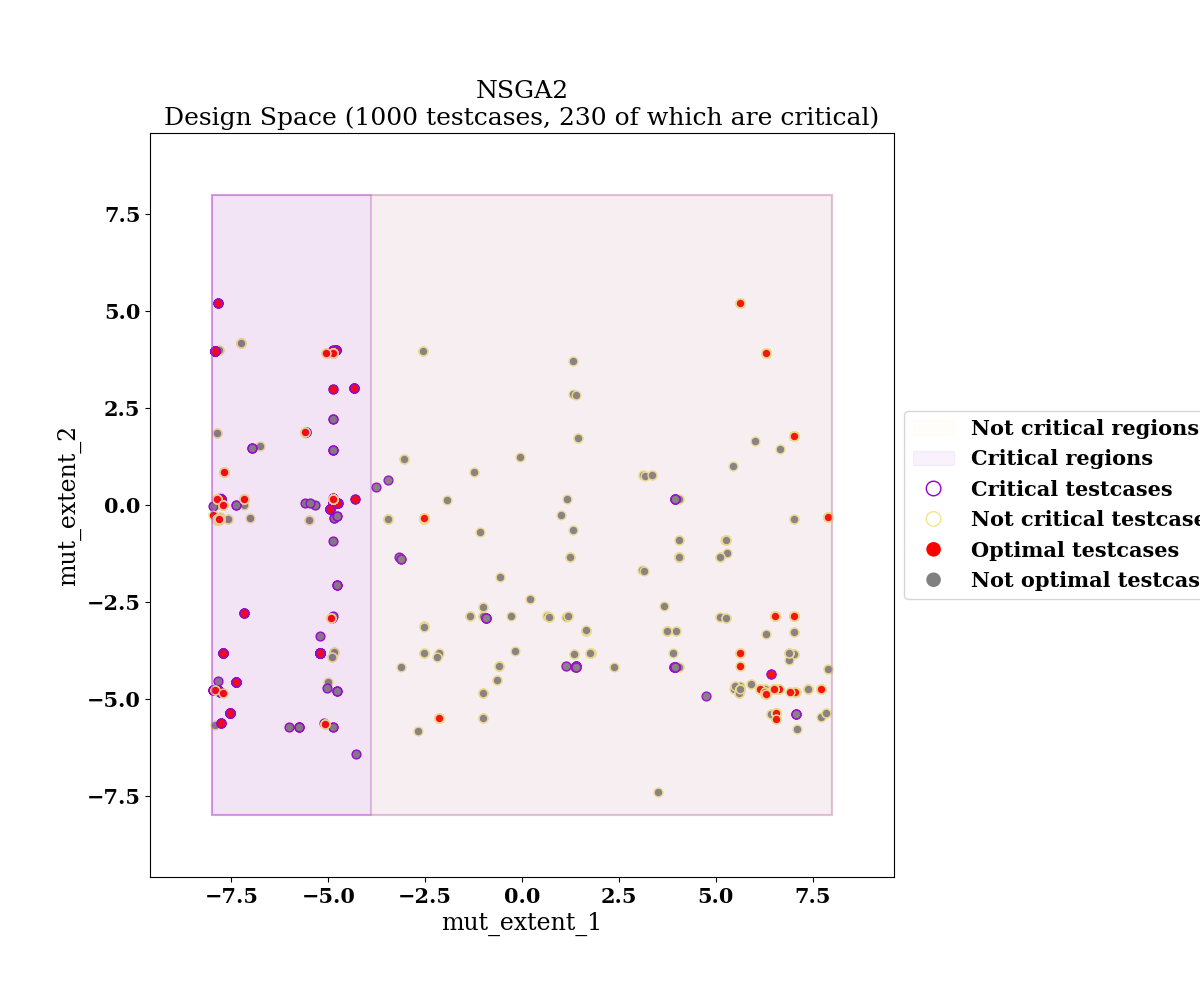 NSGA2
Design Space (1000 testcases, 230 of which are critical)
7.5
5.0
2.5
0.0
−2.5
−5.0
−7.5
mut_extent_2
−7.5 −5.0 −2.5 0.0 2.5 5.0 7.5
mut_extent_1
Not critical regions
Critical regions
Critical testcases
Not critical testcase
Optimal testcases
Not optimal testcas